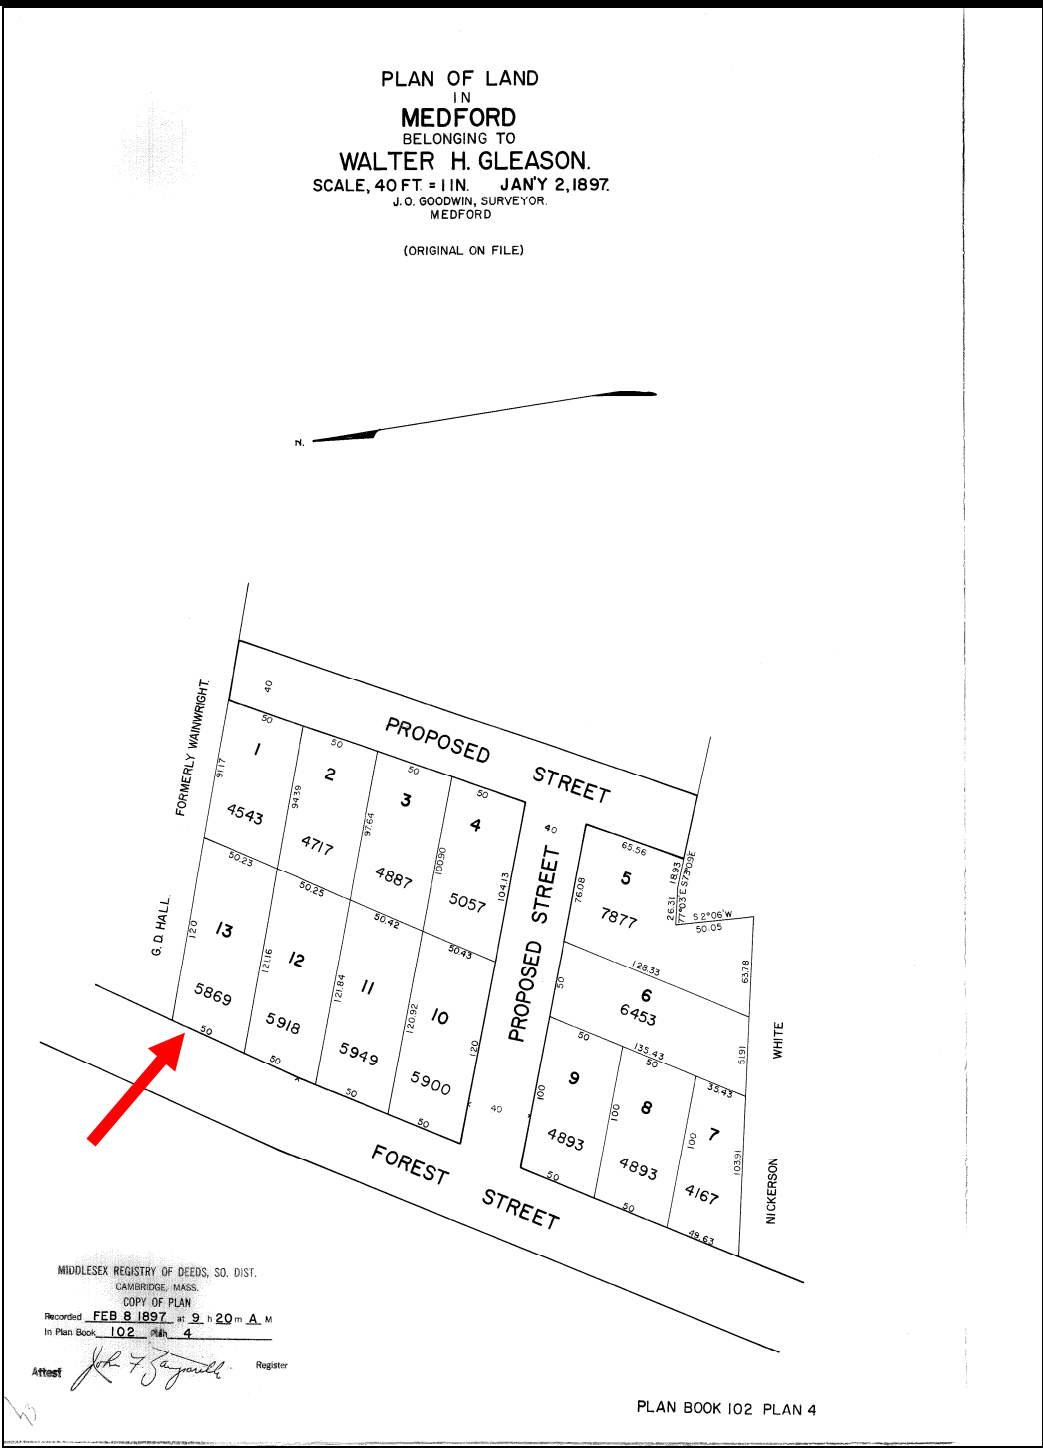 PLAN OF LAND
IN
MEDFORD
BELONGING TO
WALTER H. GLEASON.
SCALE, 40 FT. = 1 IN. JAN'Y 2, 1897.
J. O. GOODWIN, SURVEYOR.
MEDFORD
(ORIGINAL ON FILE)
N.
FORMERLY WAINWRIGHT.
G. D. HALL.
40
PROPOSED STREET
50
1
91.17
4543
50
2
94.39
4717
50
3
97.64
4887
50
4
100.90
5057
104.13
40
PROPOSED STREET
65.56
5
76.08
7877
18.93
26.31
77°03'E S73°09E
S 2°06'W
50.05
63.78
50.23
13
120
5869
50
50.25
12
121.16
5918
50
50.42
11
121.84
5949
50
50.43
10
120.92
5900
120
50
40
128.33
6
6453
50
51.91
135.43
50
9
100
4893
50
50
8
100
4893
50
35.43
7
100
4167
103.91
49.63
WHITE
NICKERSON
FOREST STREET
MIDDLESEX REGISTRY OF DEEDS, SO. DIST.
CAMBRIDGE, MASS.
COPY OF PLAN
Recorded FEB 8 1897 at 9 h 20 m A M
In Plan Book 102 Plan 4
Attest John F. Register
PLAN BOOK 102 PLAN 4